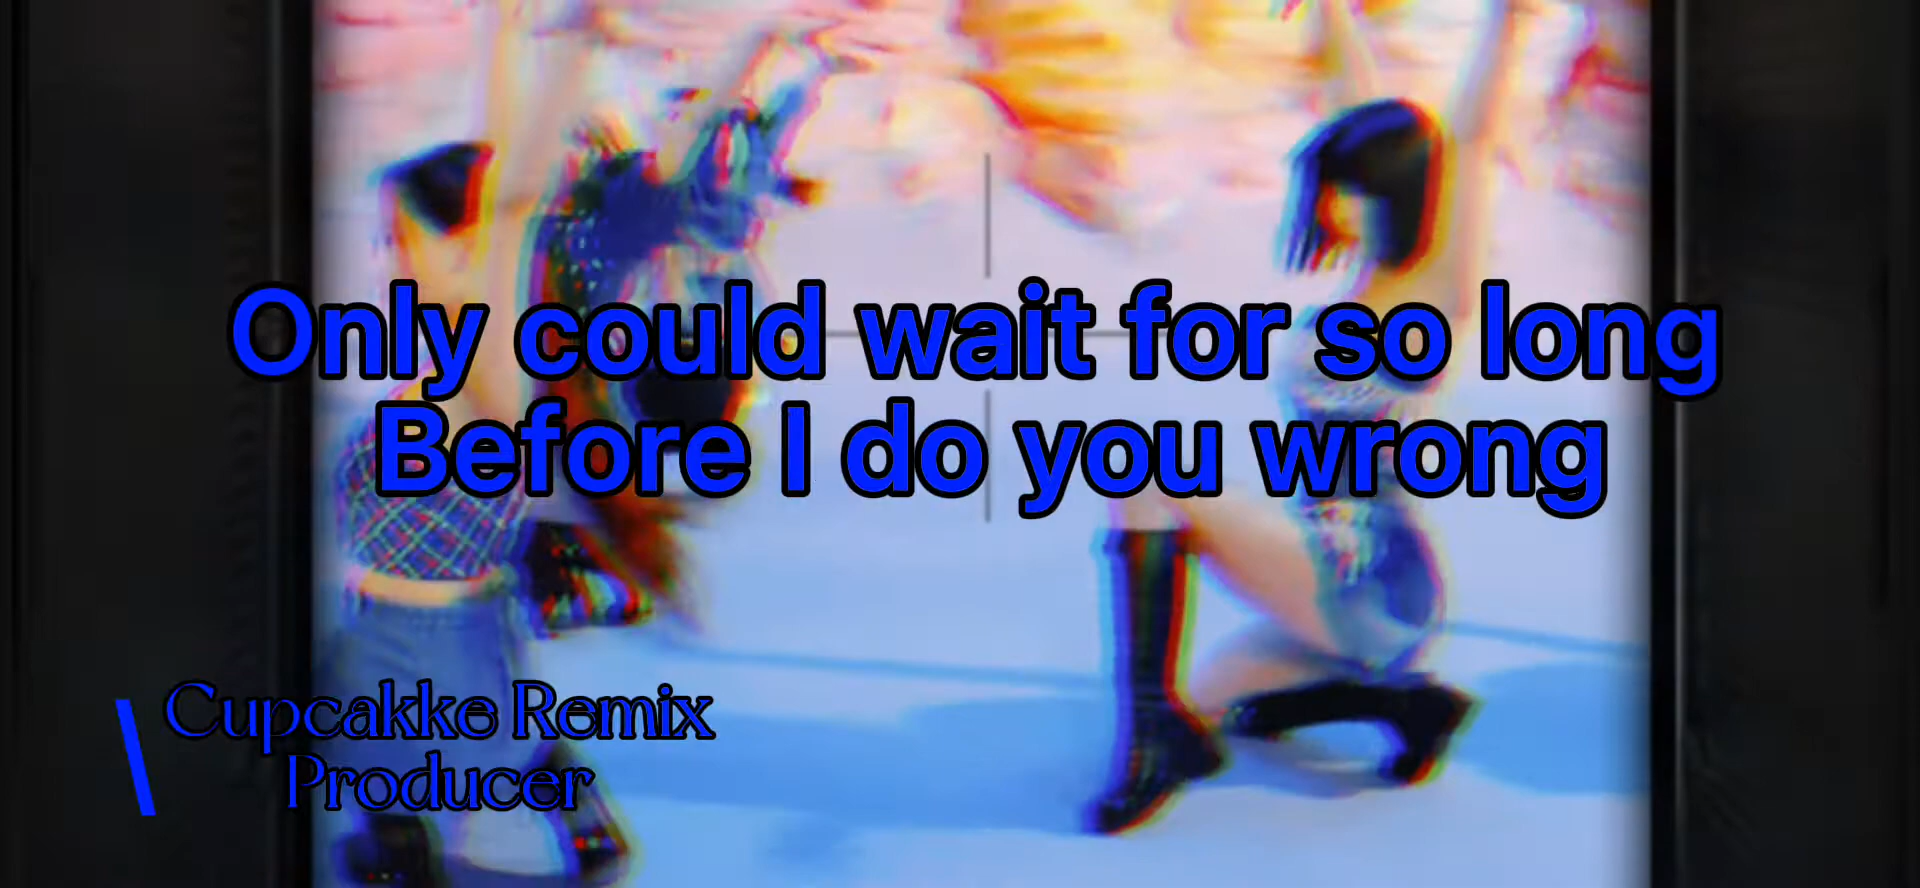 Only could wait for so long
Before I do you wrong
Cupcakke Remix
Producer